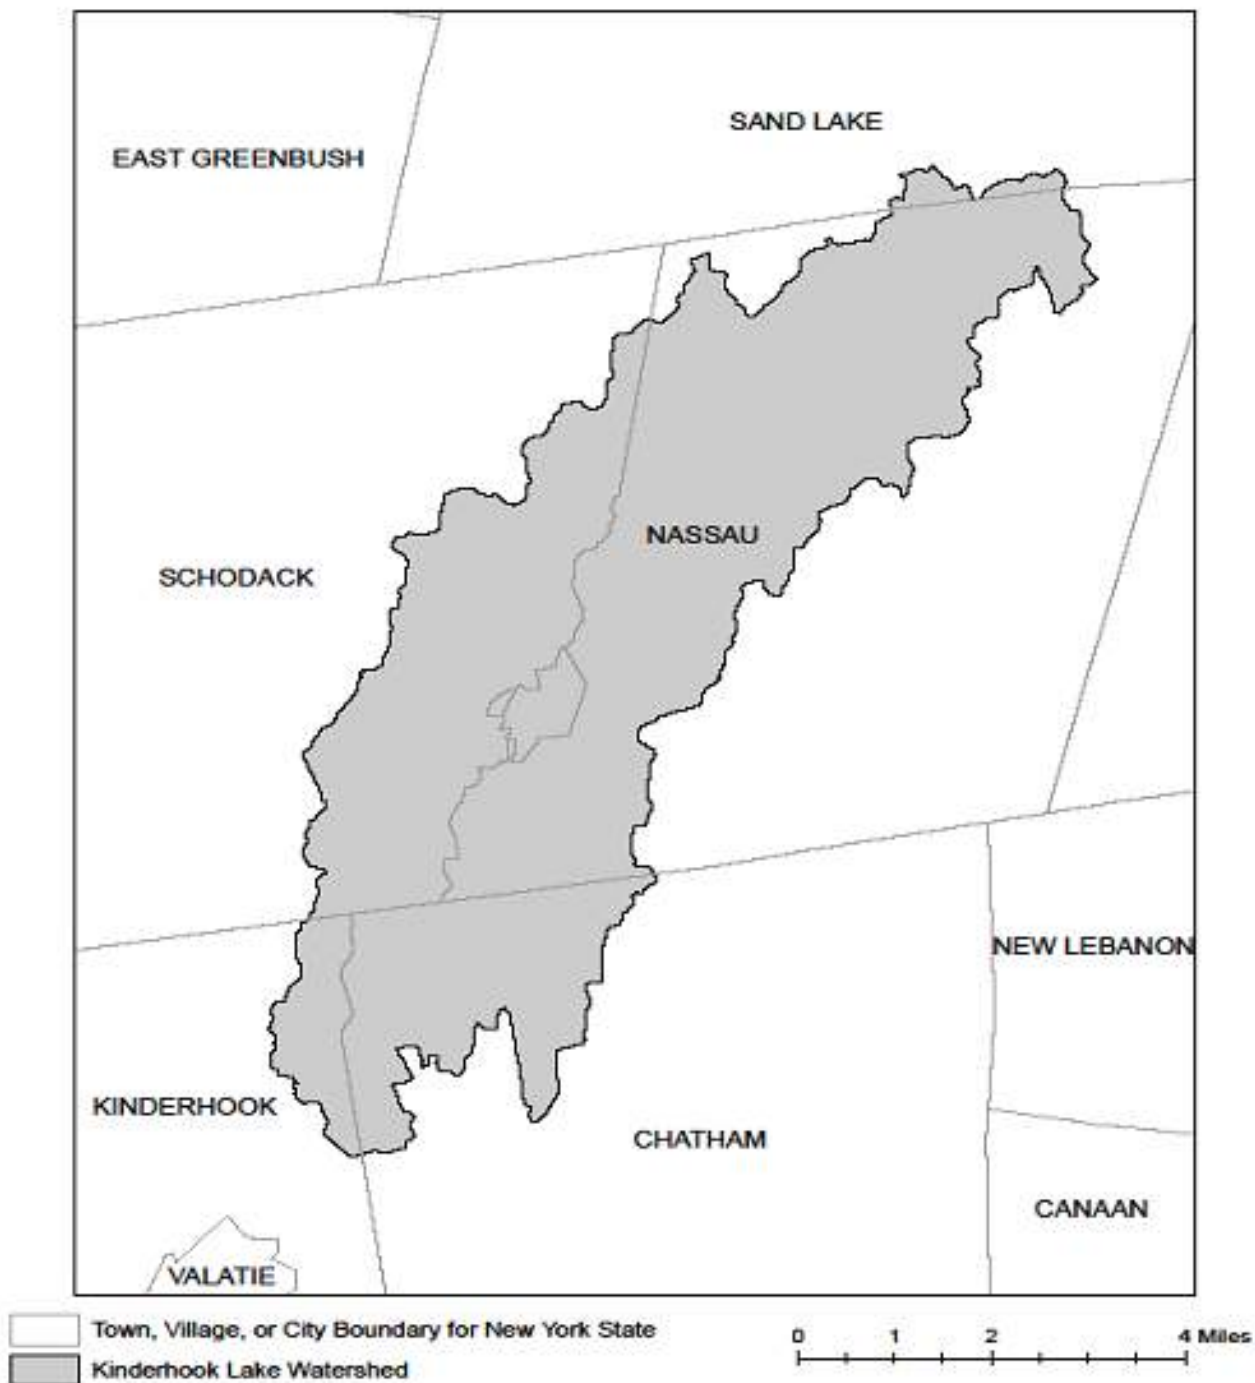 SAND LAKE
EAST GREENBUSH
NASSAU
SCHODACK
NEW LEBANON
KINDERHOOK
CHATHAM
CANAAN
VALATIE
Town, Village, or City Boundary for New York State
Kinderhook Lake Watershed
0 1 2 4 Miles